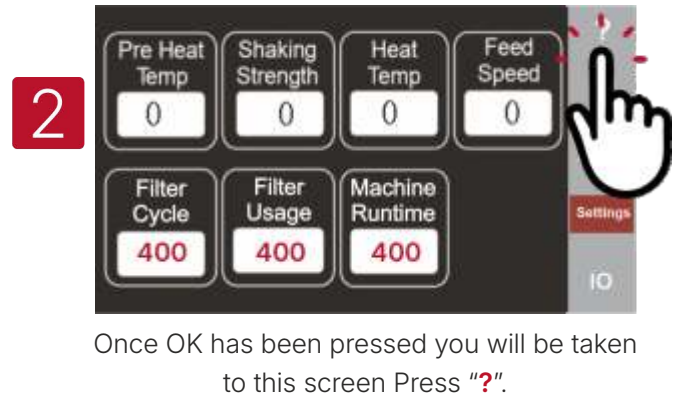 2
Pre Heat
Temp
0
Shaking
Strength
0
Heat
Temp
0
Feed
Speed
0
?
Filter
Cycle
400
Filter
Usage
400
Machine
Runtime
400
Settings
IO
Once OK has been pressed you will be taken
to this screen Press “?”.